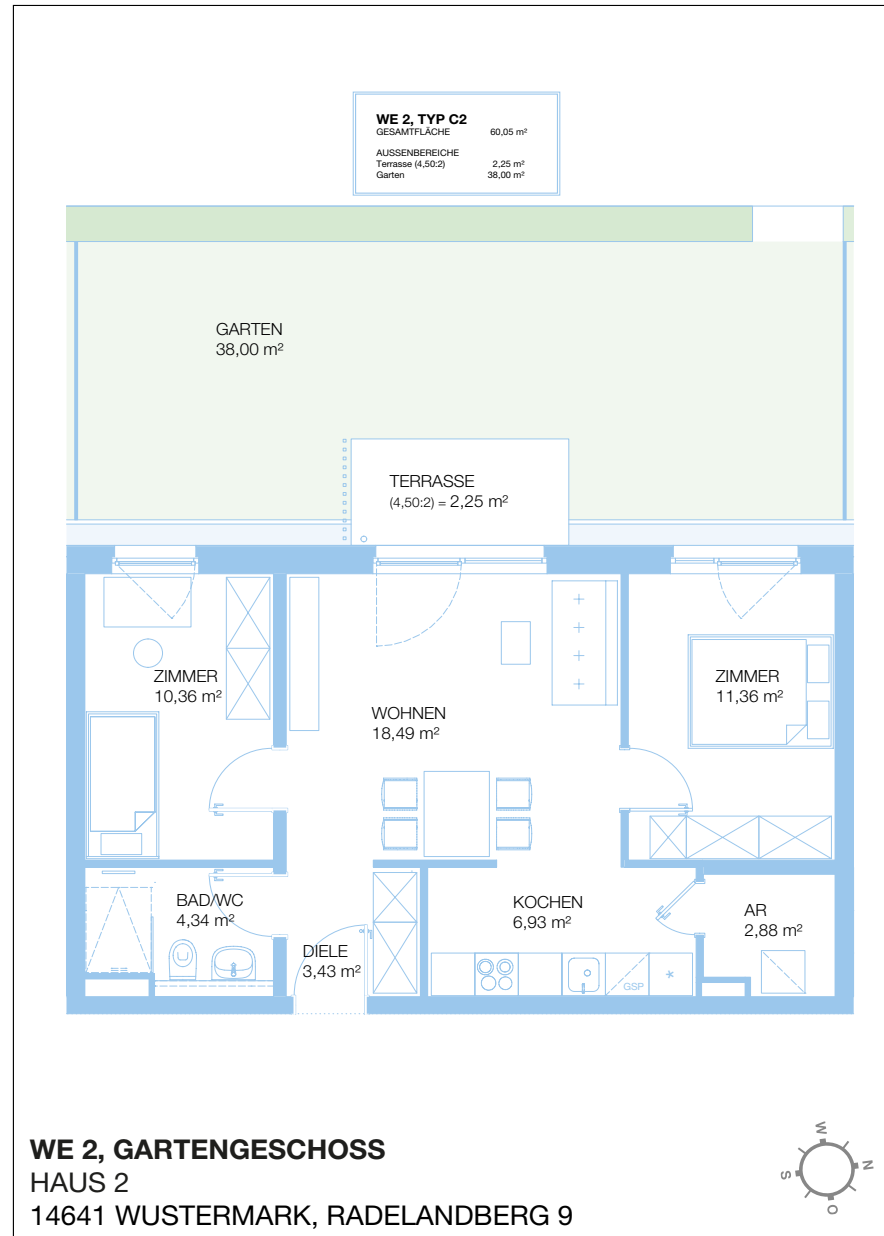 WE 2, TYP C2
GESAMTFLÄCHE 60,05 m²
AUSSENBEREICHE
Terrasse (4,50:2) 2,25 m²
Garten 38,00 m²
GARTEN
38,00 m²
TERRASSE
(4,50:2) = 2,25 m²
ZIMMER
10,36 m²
WOHNEN
18,49 m²
ZIMMER
11,36 m²
BAD/WC
4,34 m²
DIELE
3,43 m²
KOCHEN
6,93 m²
AR
2,88 m²
GSP
*
WE 2, GARTENGESCHOSS
HAUS 2
14641 WUSTERMARK, RADELANDBERG 9
W
N
S
O